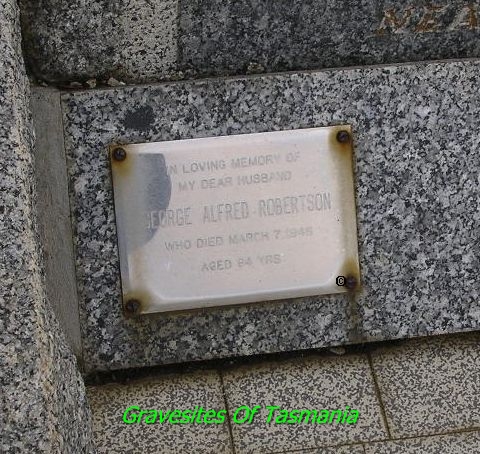 IN LOVING MEMORY OF
MY DEAR HUSBAND
GEORGE ALFRED ROBERTSON
WHO DIED MARCH 7, 1946
AGED 84 YRS.
©
Gravesites Of Tasmania